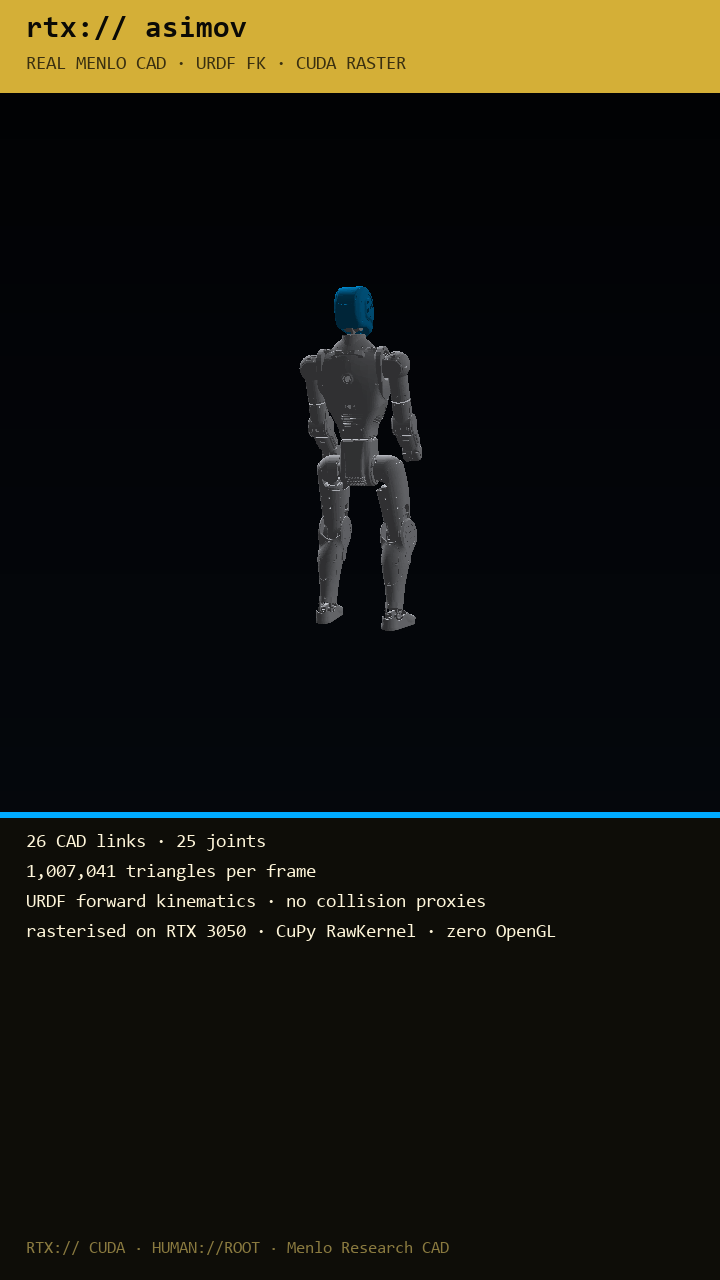 rtx:// asimov
REAL MENLO CAD · URDF FK · CUDA RASTER
26 CAD links · 25 joints
1,007,041 triangles per frame
URDF forward kinematics · no collision proxies
rasterised on RTX 3050 · CuPy RawKernel · zero OpenGL
RTX:// CUDA · HUMAN://ROOT · Menlo Research CAD